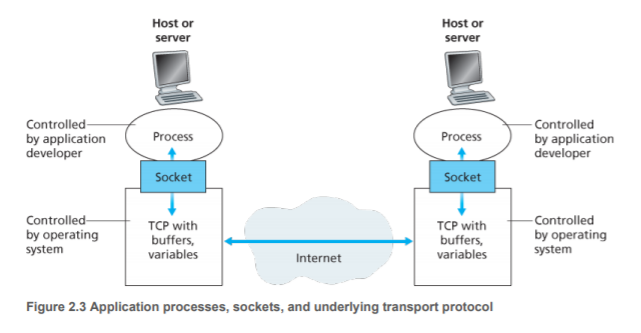 Host or
server
Host or
server
Controlled
by application
developer
Process
Process
Controlled
by application
developer
Socket
Socket
Controlled
by operating
system
TCP with
buffers,
variables
Internet
TCP with
buffers,
variables
Controlled
by operating
system
Figure 2.3 Application processes, sockets, and underlying transport protocol